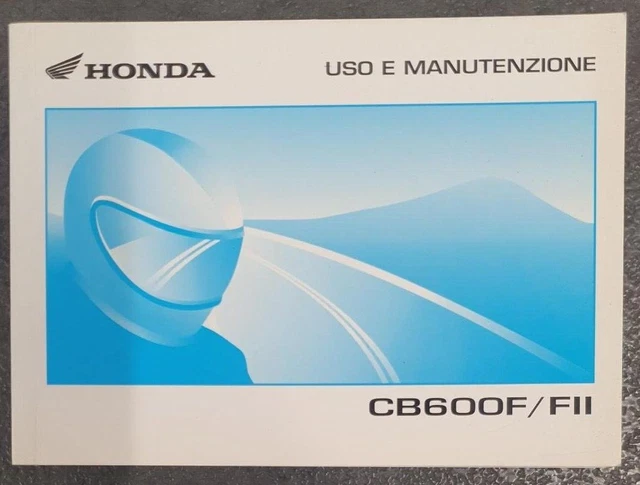 HONDA
USO E MANUTENZIONE
CB600F/FII